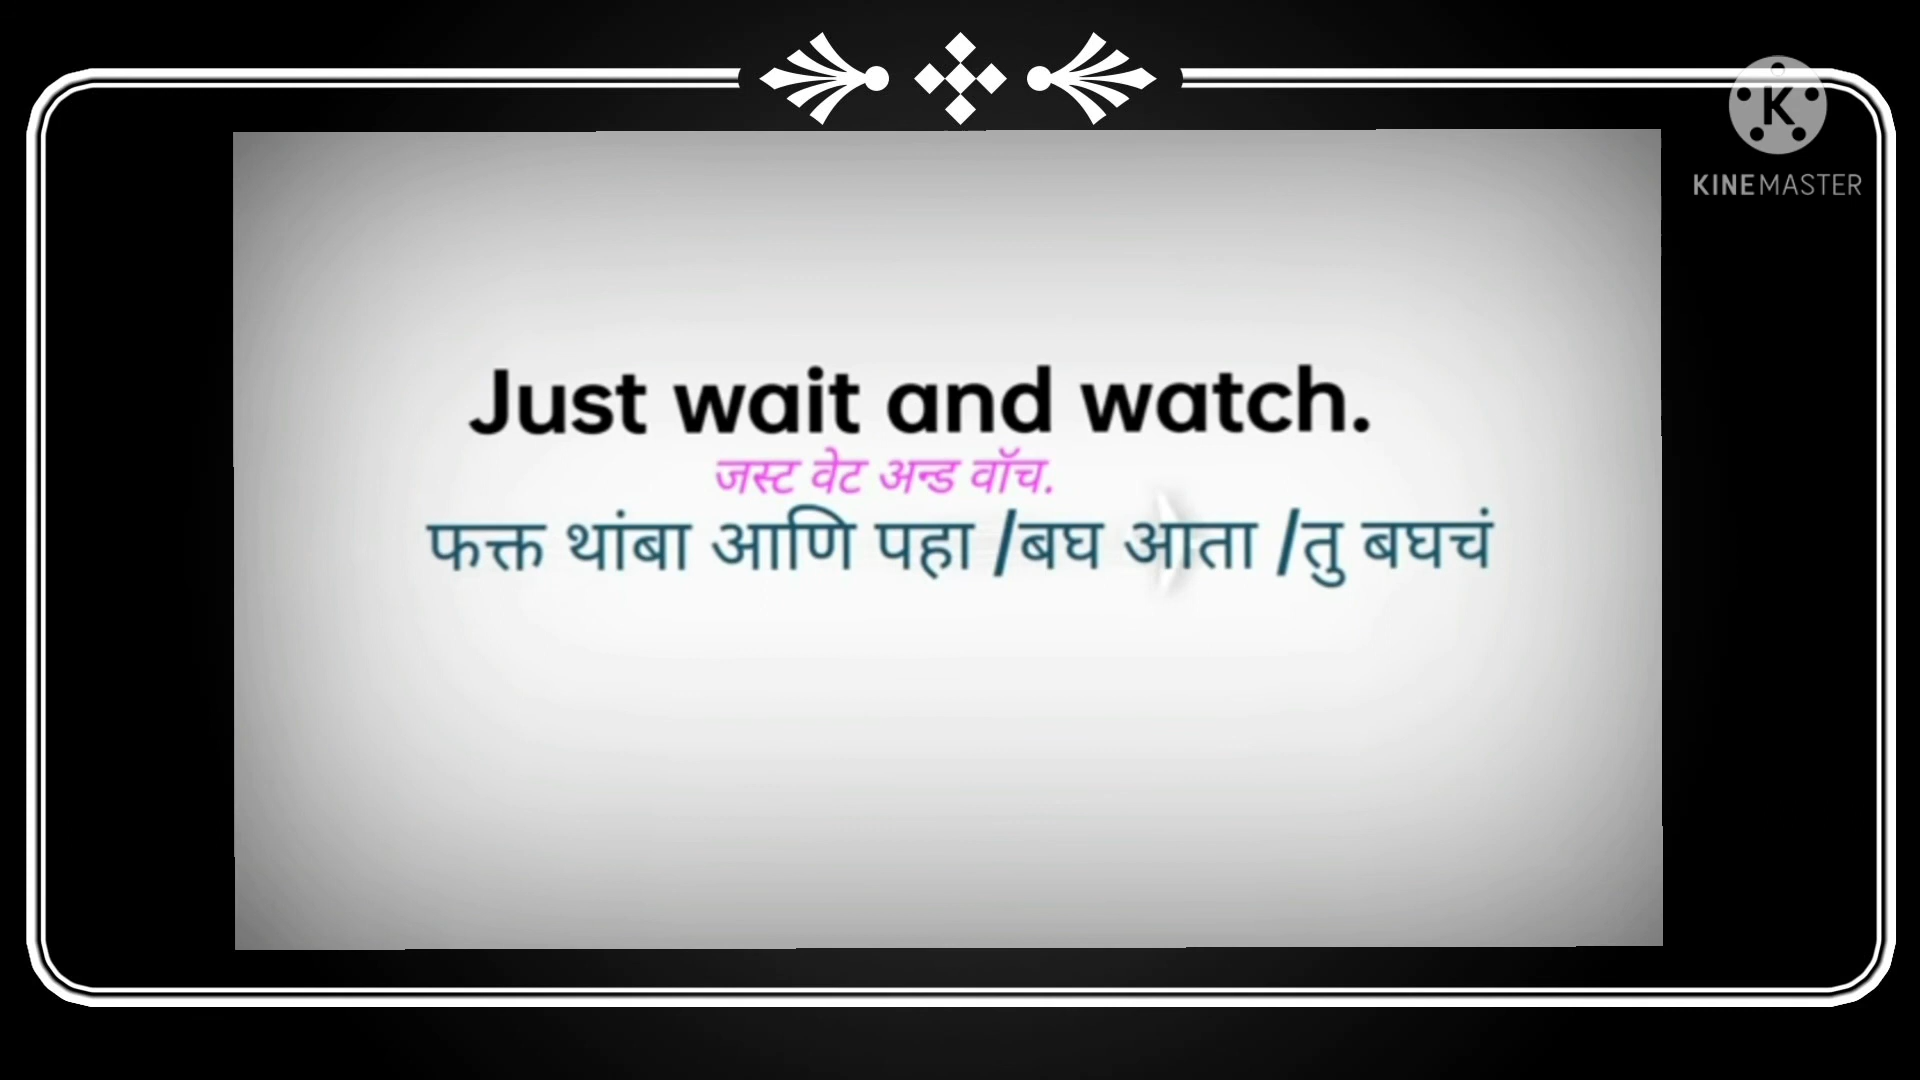 KINEMASTER
Just wait and watch.
जस्ट वेट अन्ड वॉच.
फक्त थांबा आणि पहा /बघ आता /तु बघचं